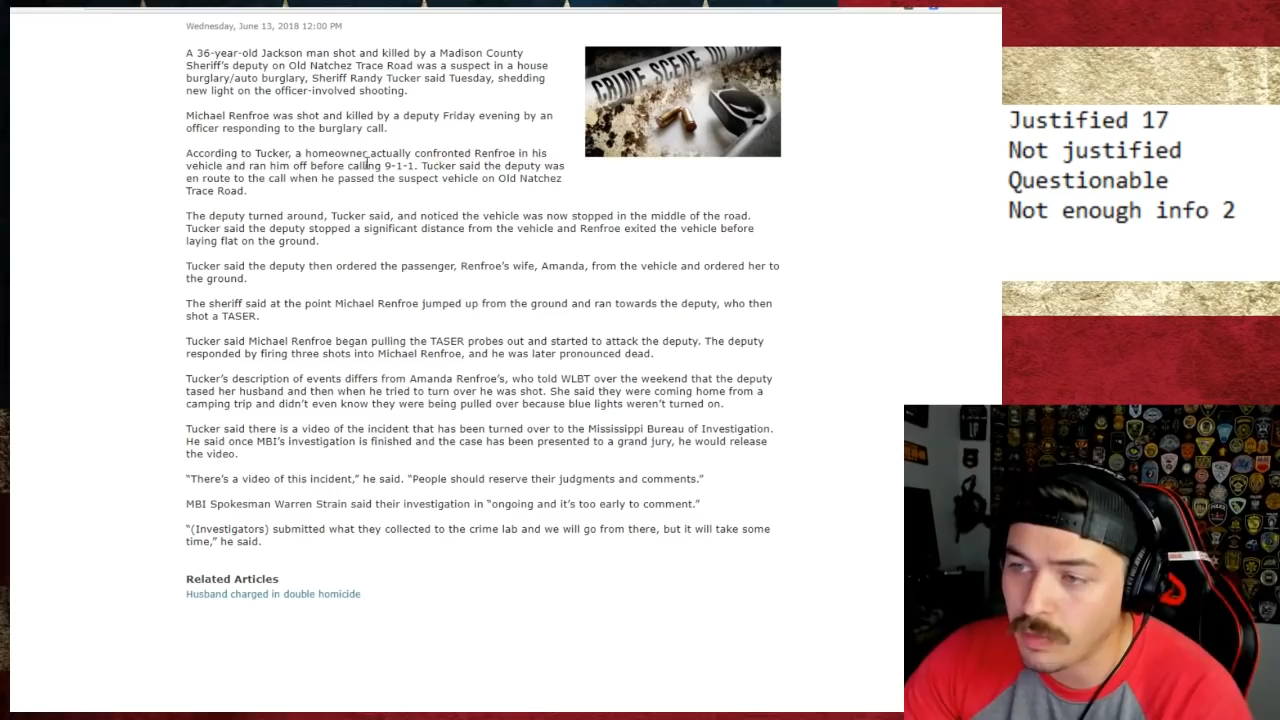 Wednesday, June 13, 2018 12:00 PM
A 36-year-old Jackson man shot and killed by a Madison County
Sheriff's deputy on Old Natchez Trace Road was a suspect in a house
burglary/auto burglary, Sheriff Randy Tucker said Tuesday, shedding
new light on the officer-involved shooting.
Michael Renfroe was shot and killed by a deputy Friday evening by an
officer responding to the burglary call.
According to Tucker, a homeowner actually confronted Renfroe in his
vehicle and ran him off before calling 9-1-1. Tucker said the deputy was
en route to the call when he passed the suspect vehicle on Old Natchez
Trace Road.
The deputy turned around, Tucker said, and noticed the vehicle was now stopped in the middle of the road.
Tucker said the deputy stopped a significant distance from the vehicle and Renfroe exited the vehicle before
laying flat on the ground.
Tucker said the deputy then ordered the passenger, Renfroe's wife, Amanda, from the vehicle and ordered her to
the ground.
The sheriff said at the point Michael Renfroe jumped up from the ground and ran towards the deputy, who then
shot a TASER.
Tucker said Michael Renfroe began pulling the TASER probes out and started to attack the deputy. The deputy
responded by firing three shots into Michael Renfroe, and he was later pronounced dead.
Tucker's description of events differs from Amanda Renfroe's, who told WLBT over the weekend that the deputy
tased her husband and then when he tried to turn over he was shot. She said they were coming home from a
camping trip and didn't even know they were being pulled over because blue lights weren't turned on.
Tucker said there is a video of the incident that has been turned over to the Mississippi Bureau of Investigation.
He said once MBI's investigation is finished and the case has been presented to a grand jury, he would release
the video.
"There's a video of this incident," he said. "People should reserve their judgments and comments."
MBI Spokesman Warren Strain said their investigation in "ongoing and it's too early to comment."
"(Investigators) submitted what they collected to the crime lab and we will go from there, but it will take some
time," he said.
Related Articles
Husband charged in double homicide
CRIME SCENE DO
Justified 17
Not justified
Questionable
Not enough info 2